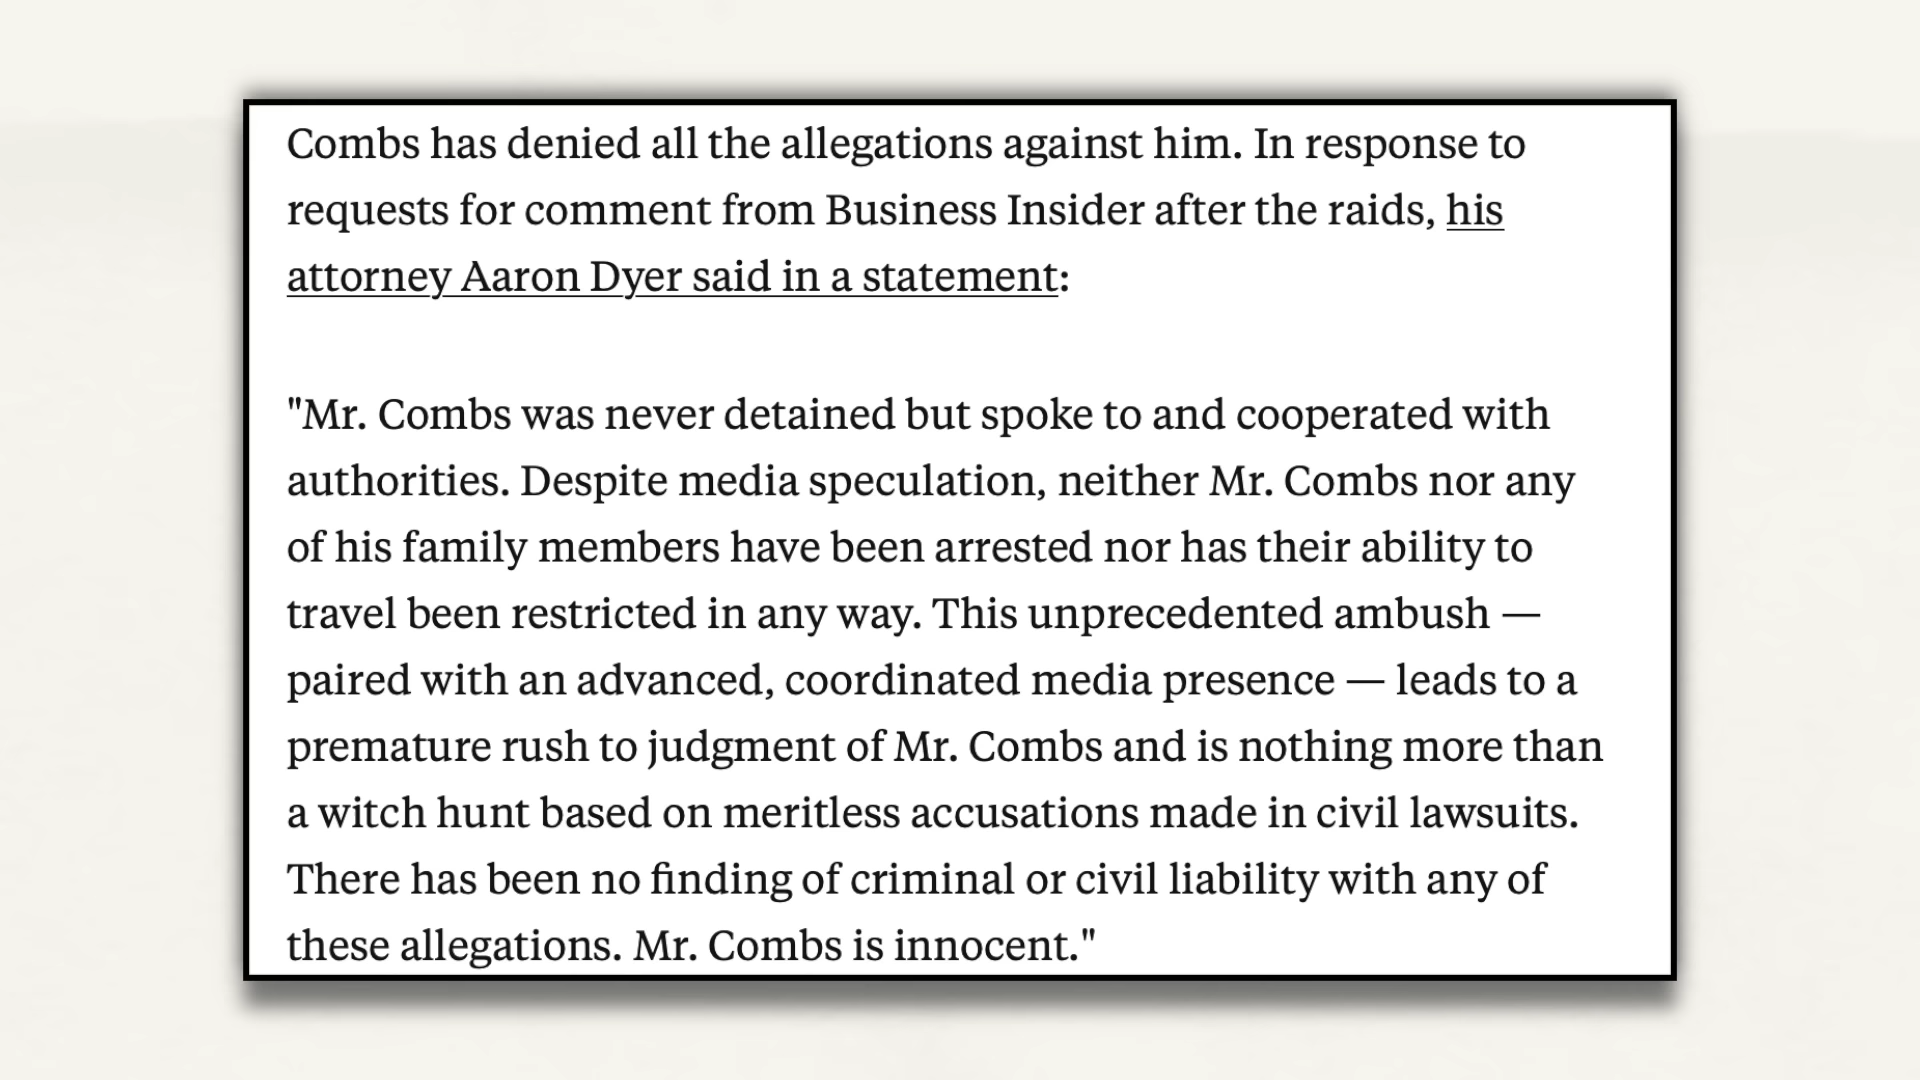 Combs has denied all the allegations against him. In response to
requests for comment from Business Insider after the raids, his
attorney Aaron Dyer said in a statement:
"Mr. Combs was never detained but spoke to and cooperated with
authorities. Despite media speculation, neither Mr. Combs nor any
of his family members have been arrested nor has their ability to
travel been restricted in any way. This unprecedented ambush —
paired with an advanced, coordinated media presence — leads to a
premature rush to judgment of Mr. Combs and is nothing more than
a witch hunt based on meritless accusations made in civil lawsuits.
There has been no finding of criminal or civil liability with any of
these allegations. Mr. Combs is innocent."